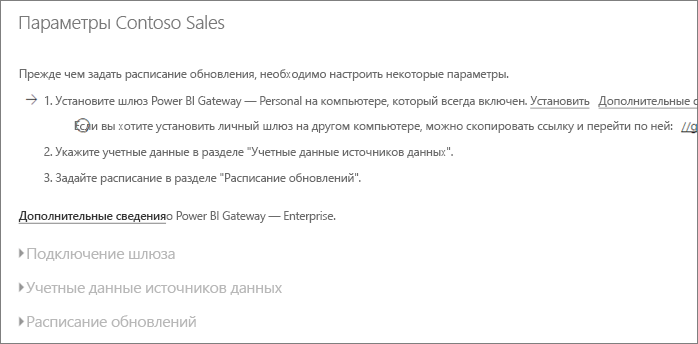 Параметры Contoso Sales
Прежде чем задать расписание обновления, необходимо настроить некоторые параметры.
1. Установите шлюз Power BI Gateway — Personal на компьютере, который всегда включен. Установить Дополнительные с
Если вы хотите установить личный шлюз на другом компьютере, можно скопировать ссылку и перейти по ней: //g
2. Укажите учетные данные в разделе "Учетные данные источников данных".
3. Задайте расписание в разделе "Расписание обновлений".
Дополнительные сведенияо Power BI Gateway — Enterprise.
Подключение шлюза
Учетные данные источников данных
Расписание обновлений